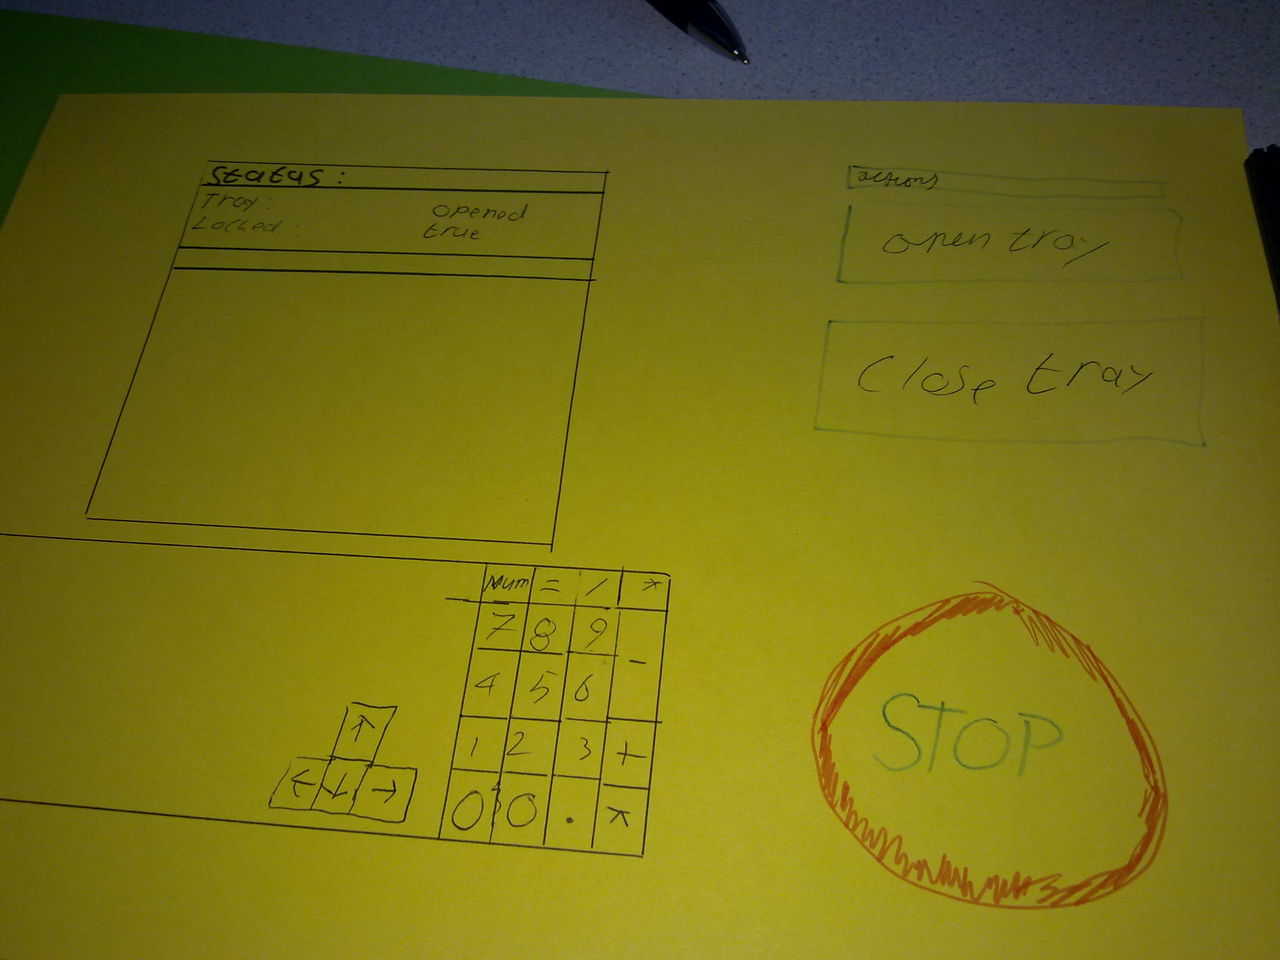 Status:
Tray: opened
Locked: true
actions
open tray
Close tray
Num = / *
7 8 9
-
4 5 6
1 2 3 +
0 0 .
↑
← ↓ →
STOP